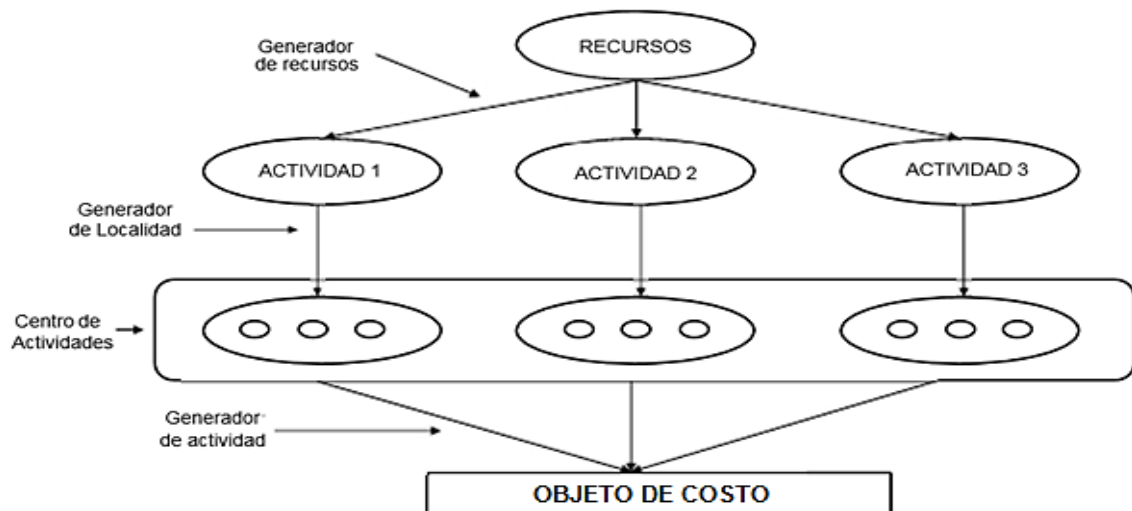 RECURSOS
Generador
de recursos
ACTIVIDAD 1
ACTIVIDAD 2
ACTIVIDAD 3
Generador
de Localidad
Centro de
Actividades
Generador
de actividad
OBJETO DE COSTO